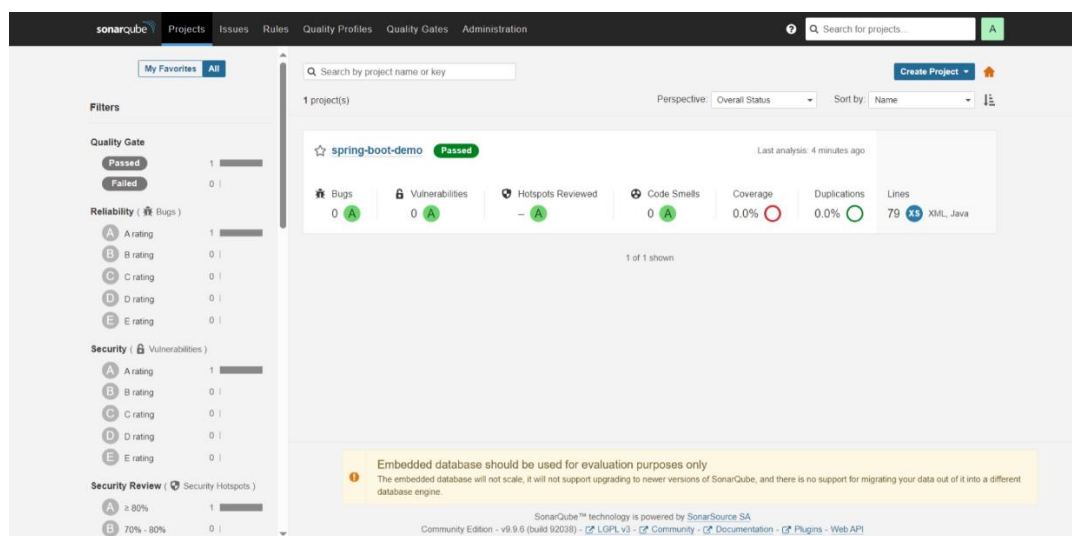 sonarqube Projects Issues Rules Quality Profiles Quality Gates Administration ? Search for projects... A
My Favorites All
Filters
Quality Gate
Passed 1
Failed 0
Reliability ( Bugs )
A A rating 1
B B rating 0
C C rating 0
D D rating 0
E E rating 0
Security ( Vulnerabilities )
A A rating 1
B B rating 0
C C rating 0
D D rating 0
E E rating 0
Security Review ( Security Hotspots )
A ≥ 80% 1
B 70% - 80% 0
Search by project name or key Create Project
1 project(s) Perspective: Overall Status Sort by: Name
spring-boot-demo Passed Last analysis: 4 minutes ago
Bugs Vulnerabilities Hotspots Reviewed Code Smells Coverage Duplications Lines
0 A 0 A – A 0 A 0.0% 0.0% 79 XS XML, Java
1 of 1 shown
Embedded database should be used for evaluation purposes only
The embedded database will not scale, it will not support upgrading to newer versions of SonarQube, and there is no support for migrating your data out of it into a different
database engine.
SonarQube™ technology is powered by SonarSource SA
Community Edition - v9.9.6 (build 92038) - LGPL v3 - Community - Documentation - Plugins - Web API